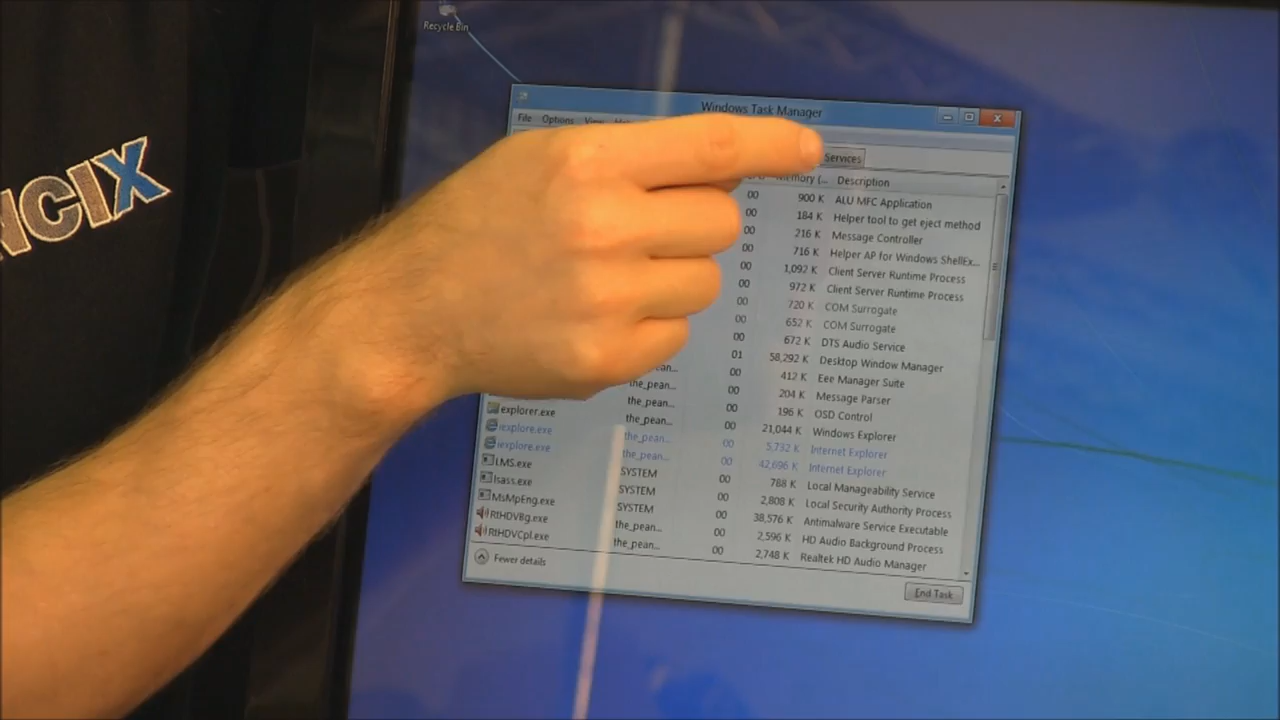 Recycle Bin
NCIX
Windows Task Manager
File Options View
Services
Memory (... Description
00 900 K ALU MFC Application
00 184 K Helper tool to get eject method
00 216 K Message Controller
00 716 K Helper AP for Windows ShellEx...
00 1,092 K Client Server Runtime Process
00 972 K Client Server Runtime Process
00 720 K COM Surrogate
00 652 K COM Surrogate
00 672 K DTS Audio Service
01 58,292 K Desktop Window Manager
the_pean... 00 412 K Eee Manager Suite
the_pean... 00 204 K Message Parser
the_pean... 00 196 K OSD Control
explorer.exe the_pean... 00 21,044 K Windows Explorer
iexplore.exe the_pean... 00 5,732 K Internet Explorer
iexplore.exe the_pean... 00 42,696 K Internet Explorer
LMS.exe SYSTEM 00 788 K Local Manageability Service
lsass.exe SYSTEM 00 2,808 K Local Security Authority Process
MsMpEng.exe SYSTEM 00 38,576 K Antimalware Service Executable
RtHDVBg.exe the_pean... 00 2,596 K HD Audio Background Process
RtHDVCpl.exe the_pean... 00 2,748 K Realtek HD Audio Manager
Fewer details
End Task